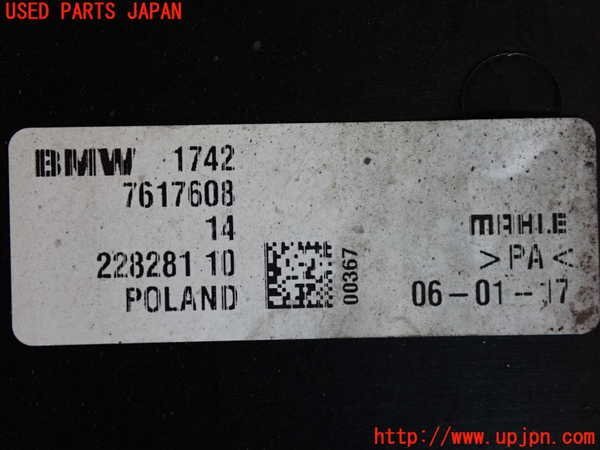 USED PARTS JAPAN
BMW 1742
7617608
14
228281 10
POLAND
00367
MAHLE
>PA<
06-01-17
http://www.upjpn.com/